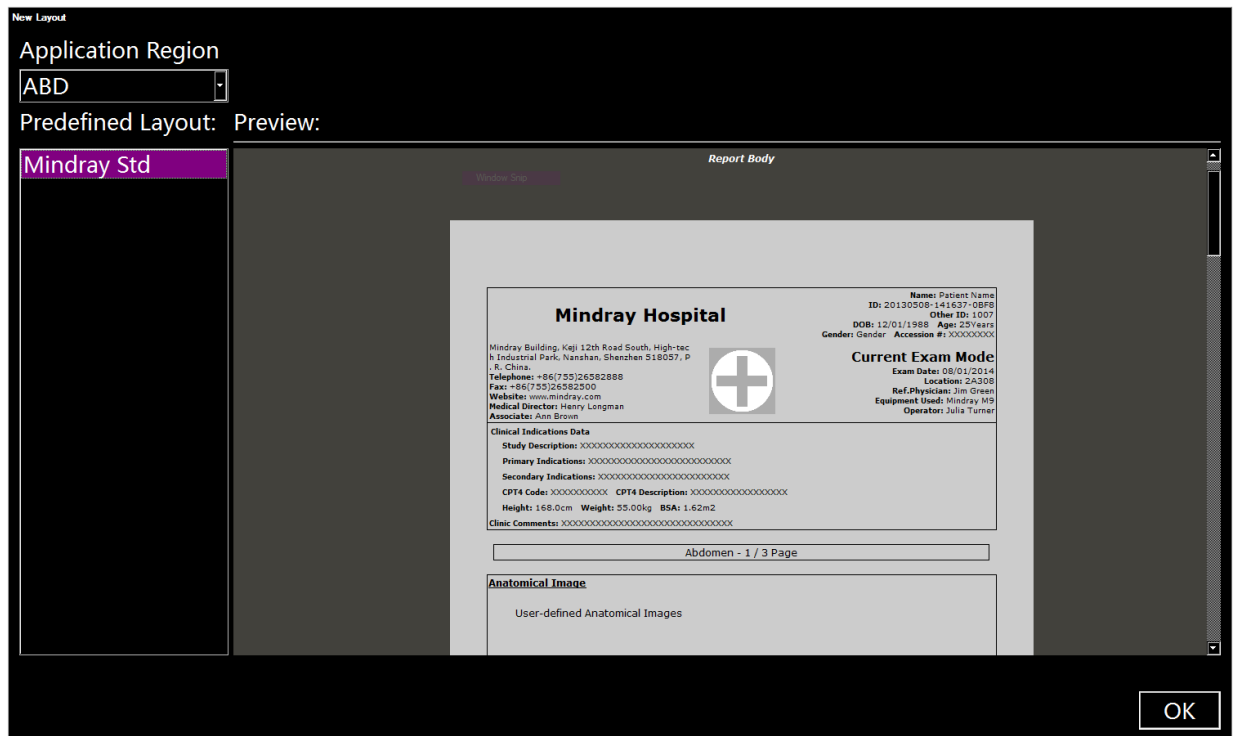 New Layout
Application Region
ABD
Predefined Layout: Preview:
Mindray Std
Report Body
Window Snip
Mindray Hospital
Mindray Building, Keji 12th Road South, High-tec
h Industrial Park, Nanshan, Shenzhen 518057, P
. R. China.
Telephone: +86(755)26582888
Fax: +86(755)26582500
Website: www.mindray.com
Medical Director: Henry Longman
Associate: Ann Brown
Name: Patient Name
ID: 20130508-141637-0BF8
Other ID: 1007
DOB: 12/01/1988 Age: 25Years
Gender: Gender Accession #: XXXXXXXX
Current Exam Mode
Exam Date: 08/01/2014
Location: 2A308
Ref.Physician: Jim Green
Equipment Used: Mindray M9
Operator: Julia Turner
Clinical Indications Data
Study Description: XXXXXXXXXXXXXXXXXXXX
Primary Indications: XXXXXXXXXXXXXXXXXXXXXXXXX
Secondary Indications: XXXXXXXXXXXXXXXXXXXXXXX
CPT4 Code: XXXXXXXXXX CPT4 Description: XXXXXXXXXXXXXXXXX
Height: 168.0cm Weight: 55.00kg BSA: 1.62m2
Clinic Comments: XXXXXXXXXXXXXXXXXXXXXXXXXXXXXX
Abdomen - 1 / 3 Page
Anatomical Image
User-defined Anatomical Images
OK